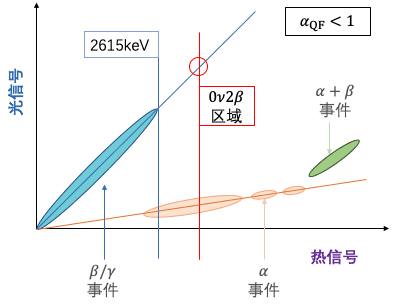 α_QF < 1
2615keV
光信号
0ν2β
区域
α + β
事件
热信号
β/γ
事件
α
事件